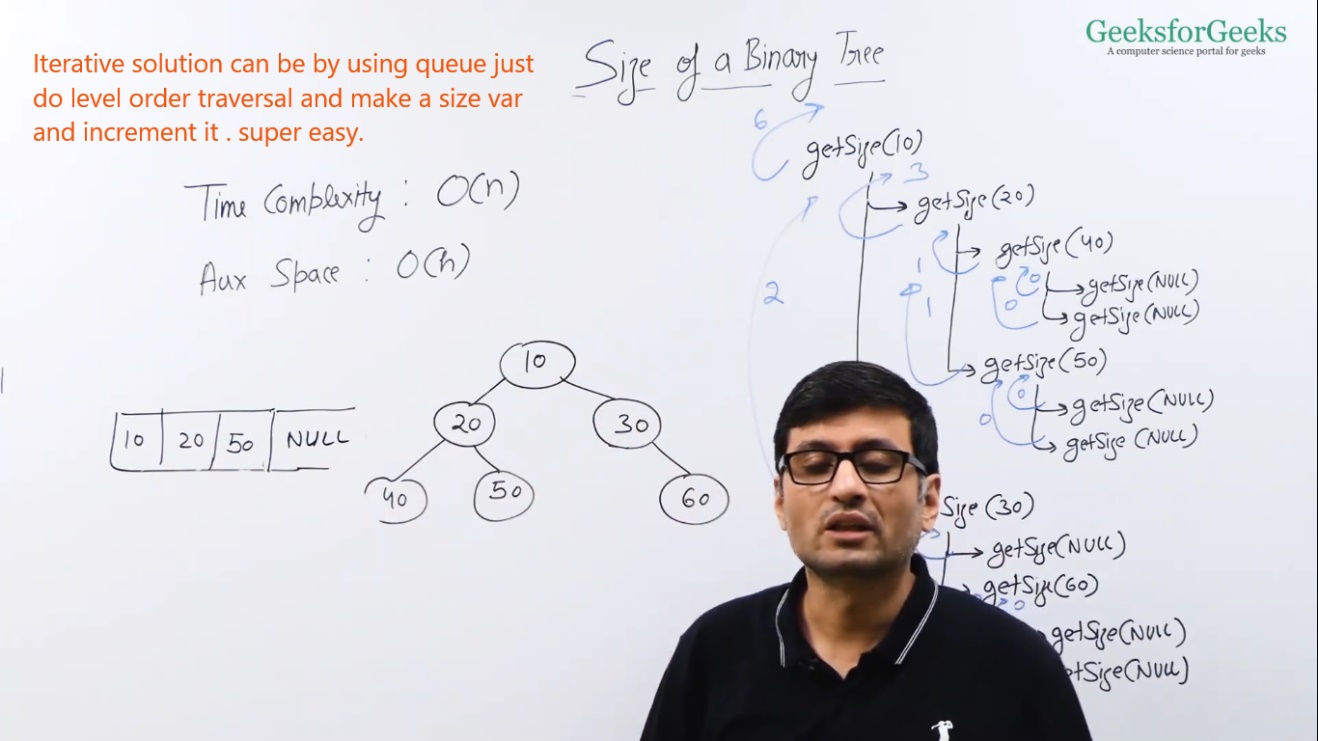 GeeksforGeeks
A computer science portal for geeks
Iterative solution can be by using queue just
do level order traversal and make a size var
and increment it . super easy.
Size of a Binary Tree
Time Complexity : O(n)
Aux Space : O(h)
10
20 30
40 50 60
10 20 50 NULL
6
getSize(10)
3
getSize(20)
getSize(40)
1
0
0
getSize(NULL)
getSize(NULL)
1
2
getSize(50)
0
0
getSize(NULL)
getSize(NULL)
Size(30)
getSize(NULL)
getSize(60)
0
getSize(NULL)
etSize(NULL)